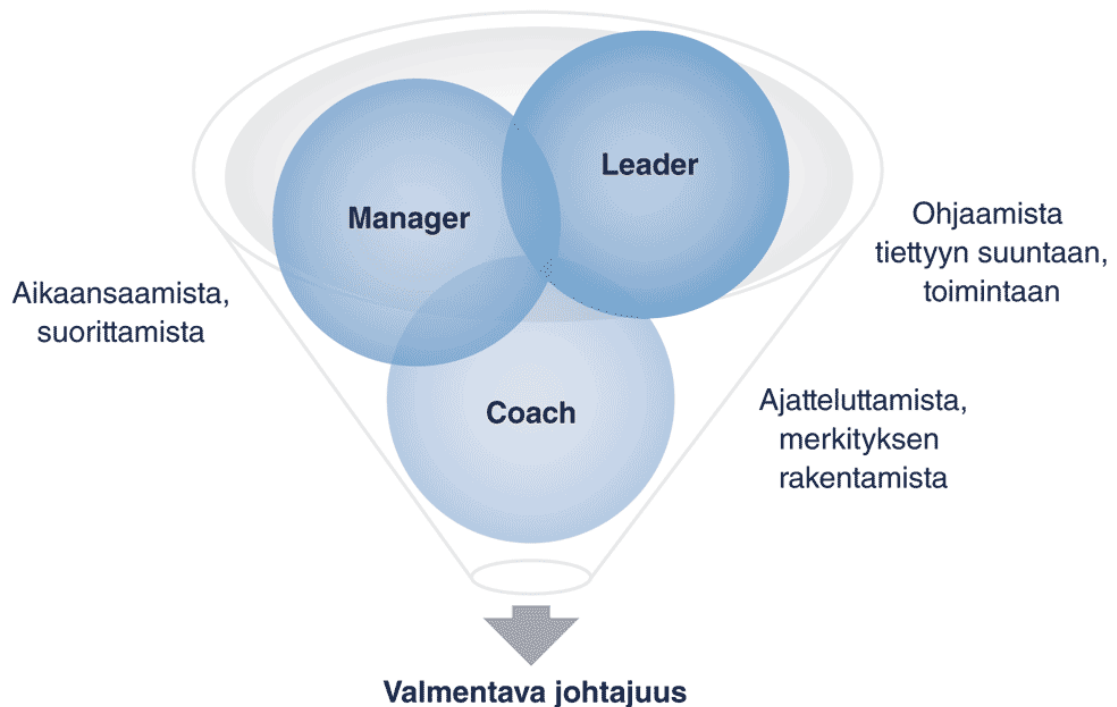 Leader
Manager
Ohjaamista
tiettyyn suuntaan,
toimintaan
Aikaansaamista,
suorittamista
Coach
Ajatteluttamista,
merkityksen
rakentamista
Valmentava johtajuus